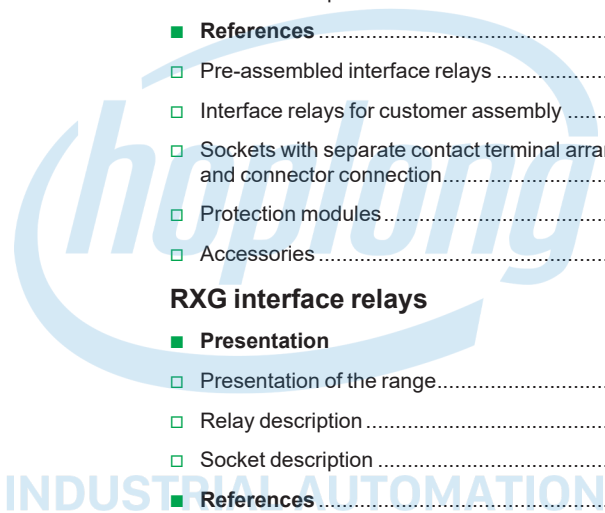 ■ References
□ Pre-assembled interface relays
□ Interface relays for customer assembly
□ Sockets with separate contact terminal
and connector connection
□ Protection modules
□ Accessories
RXG interface relays
■ Presentation
□ Presentation of the range
□ Relay description
□ Socket description
■ References
hoplong
INDUSTRIAL AUTOMATION